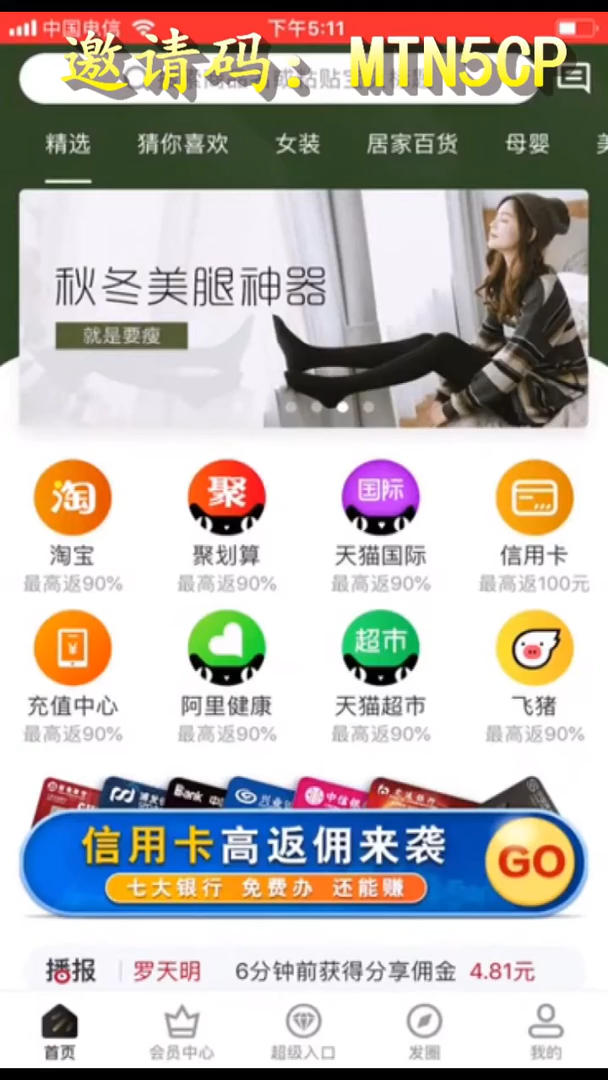 中国电信 下午5:11
邀请码：MTN5CP
精选 猜你喜欢 女装 居家百货 母婴
秋冬美腿神器
就是要瘦
淘 聚 国际
淘宝 聚划算 天猫国际 信用卡
最高返90% 最高返90% 最高返90% 最高返100元
¥ 超市
充值中心 阿里健康 天猫超市 飞猪
最高返90% 最高返90% 最高返90% 最高返90%
Bank 中信银行
信用卡高返佣来袭 GO
七大银行 免费办 还能赚
播报 罗天明 6分钟前获得分享佣金 4.81元
首页 会员中心 超级入口 发圈 我的